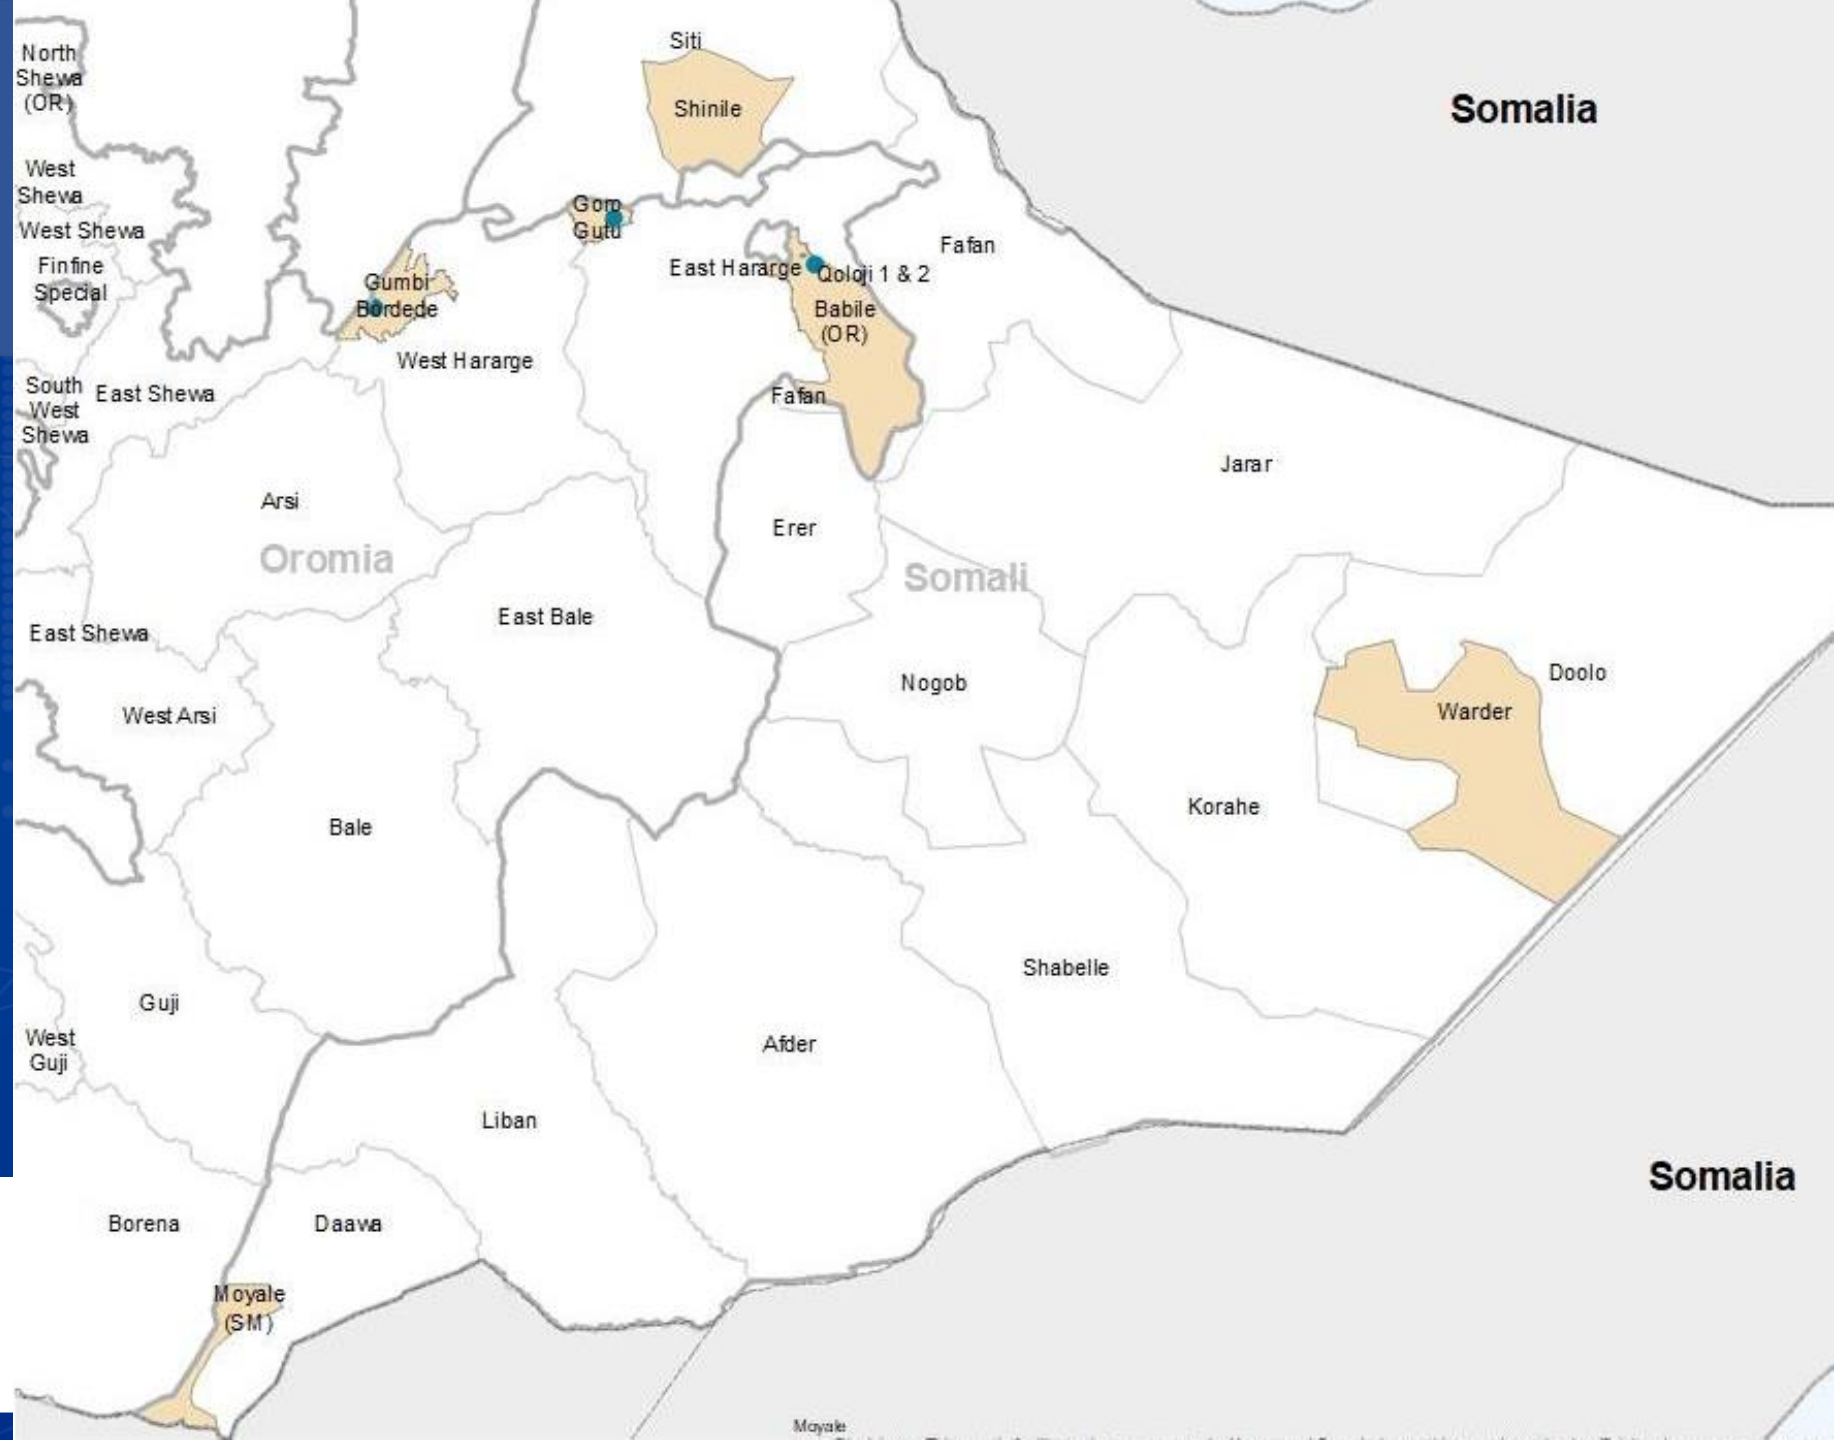 North
Shewa
(OR)
Siti
Shinile
Somalia
West
Shewa
West Shewa
Goro
Gutu
Finfine
Special
Gumbi
Bordede
East Hararge
Qoloji 1 & 2
Fafan
Babile
(OR)
West Hararge
South
West
Shewa
East Shewa
Fafan
Jarar
Arsi
Erer
Oromia
Somali
East Bale
East Shewa
Nogob
Doolo
Warder
West Arsi
Korahe
Bale
Shabelle
Guji
West
Guji
Afder
Liban
Somalia
Borena
Daawa
Moyale
(SM)
Moyale